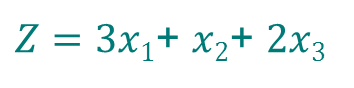 Z = 3x₁+ x₂+ 2x₃